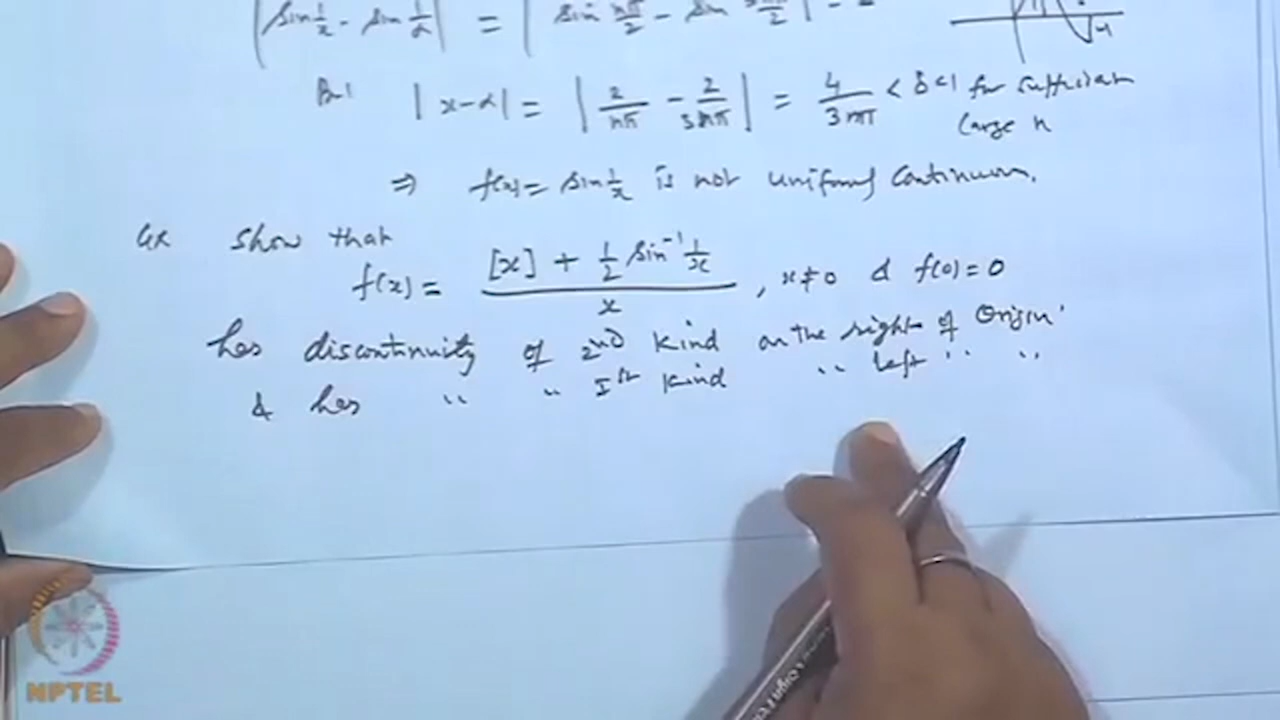 |sin 1/x - sin 1/α| = | sin nπ/2 - sin 3nπ/2 | =
But |x-α| = | 2/nπ - 2/3nπ | = 4/3nπ < δ <1 for sufficient
large n
⇒ f(x) = sin 1/x is not uniform continuous.
Ex Show that
f(x) = ([x] + 1/2 sin⁻¹ 1/x) / x , x≠0 & f(0)=0
has discontinuity of 2nd kind on the right of Origin.
& has " " Ist kind " left " "
NPTEL